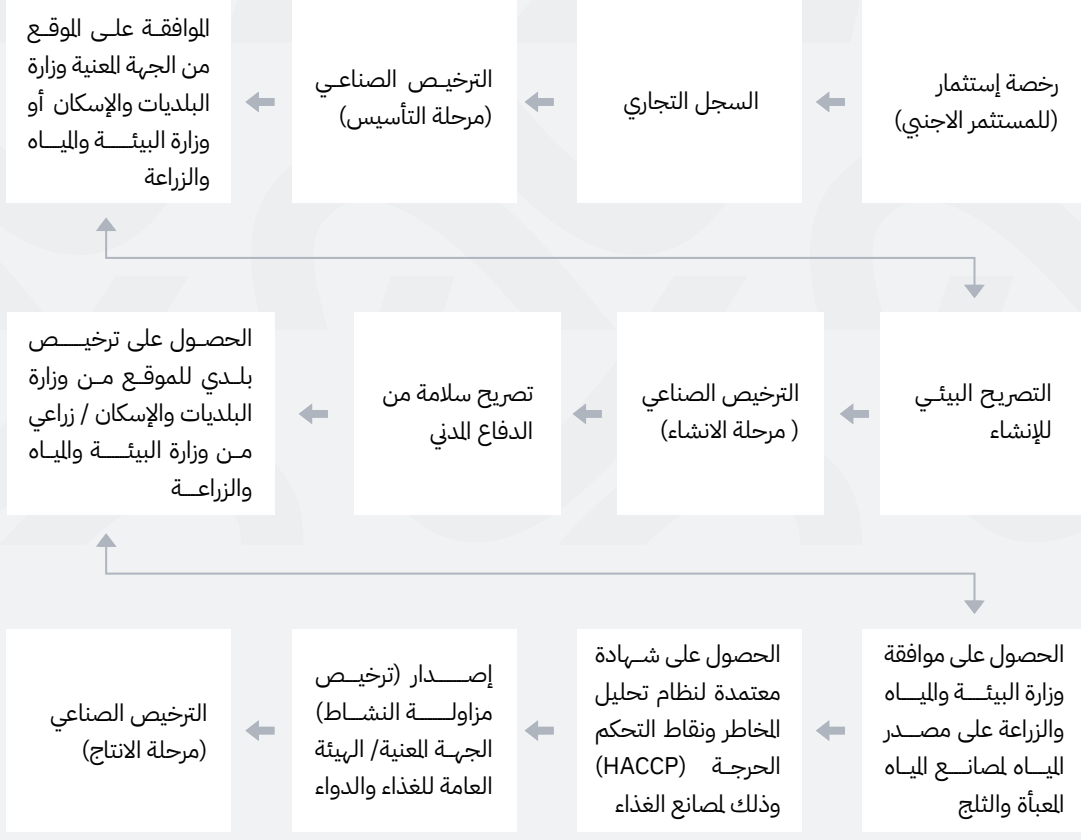 رخصة إستثمار
(للمستثمر الاجنبي)
السجل التجاري
الترخيص الصناعي
(مرحلة التأسيس)
الموافقة على الموقع
من الجهة المعنية وزارة
البلديات والإسكان أو
وزارة البيئة والمياه
والزراعة
التصريح البيئي
للإنشاء
الترخيص الصناعي
( مرحلة الانشاء)
تصريح سلامة من
الدفاع المدني
الحصول على ترخيص
بلدي للموقع من وزارة
البلديات والإسكان / زراعي
من وزارة البيئة والمياه
والزراعة
الحصول على موافقة
وزارة البيئة والمياه
والزراعة على مصدر
المياه لمصانع المياه
المعبأة والثلج
الحصول على شهادة
معتمدة لنظام تحليل
المخاطر ونقاط التحكم
الحرجة (HACCP)
وذلك لمصانع الغذاء
إصدار (ترخيص
مزاولة النشاط)
الجهة المعنية/ الهيئة
العامة للغذاء والدواء
الترخيص الصناعي
(مرحلة الانتاج)